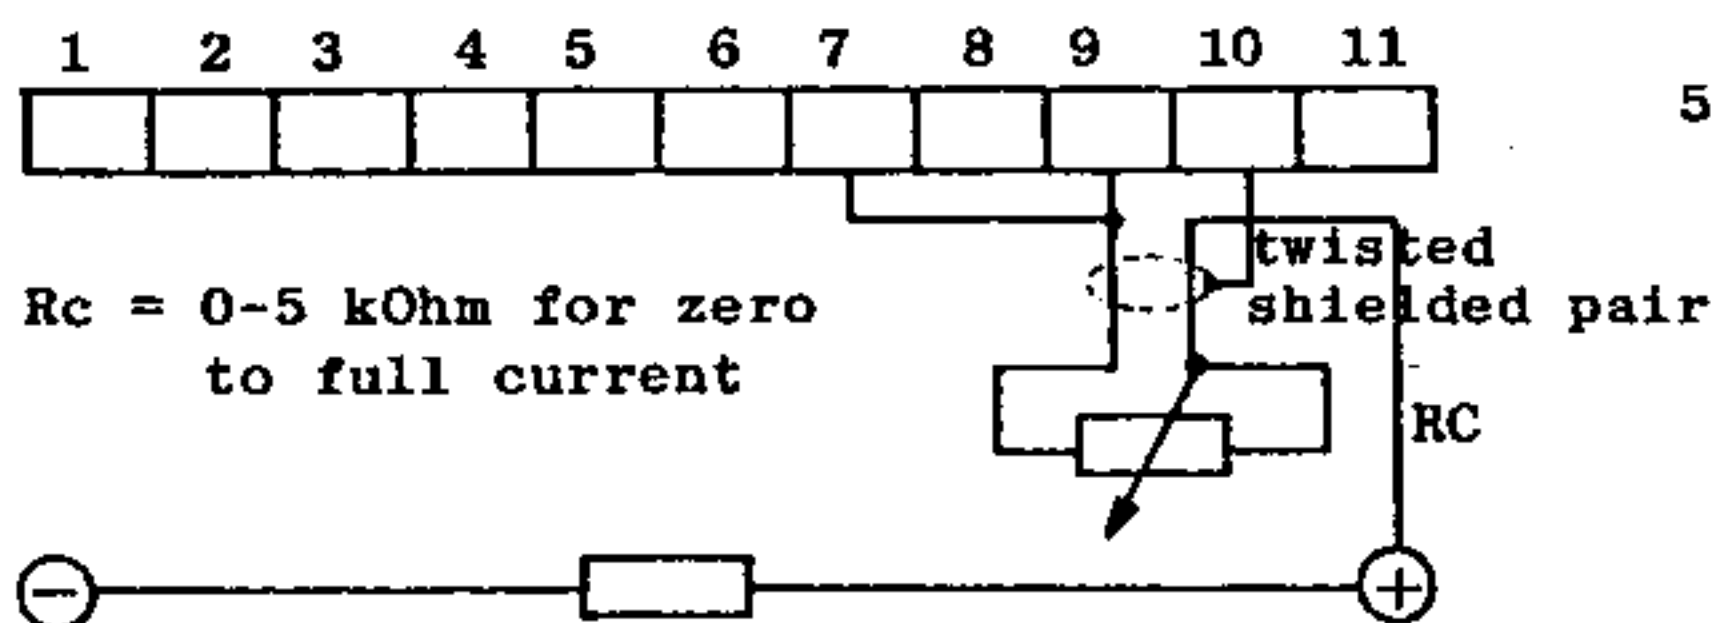 1 2 3 4 5 6 7 8 9 10 11
5
twisted
shielded pair
Rc = 0-5 kOhm for zero
to full current
RC
- +